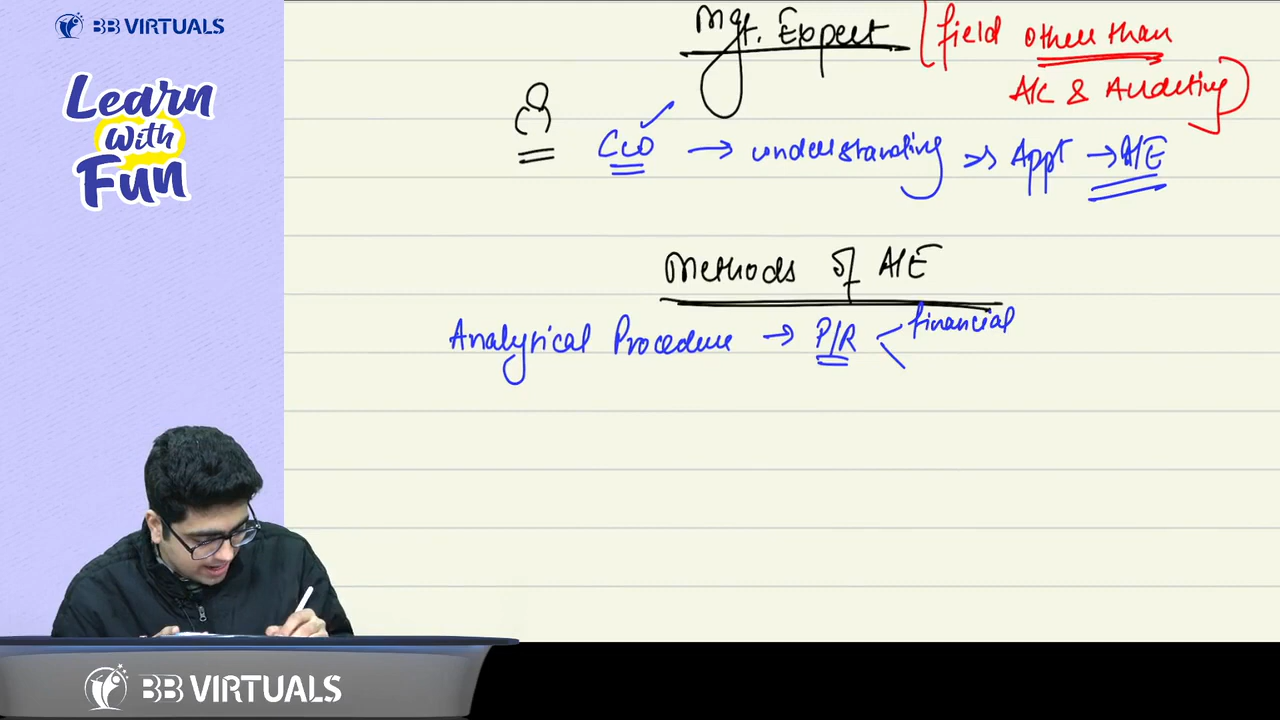 BB VIRTUALS
Learn
With
Fun
Mgt. Expert (field other than
A/C & Auditing)
CCO → understanding ⇒ Appt → A/E
Methods of A/E
Analytical Procedure → P/R < financial
BB VIRTUALS